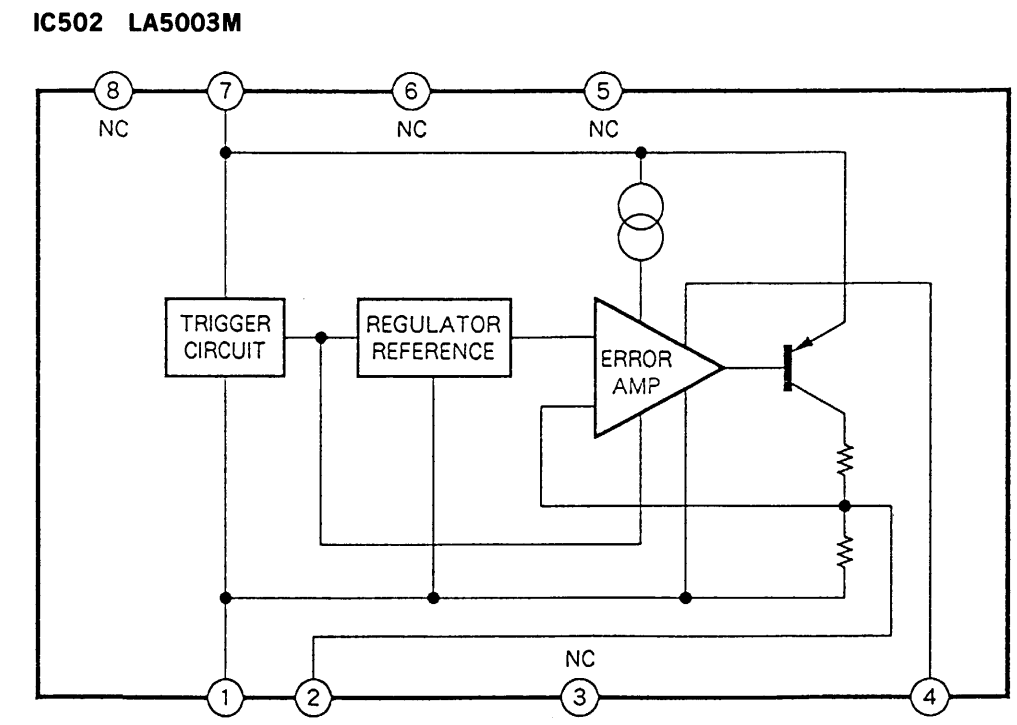 IC502 LA5003M
8 7 6 5
NC NC NC
TRIGGER
CIRCUIT
REGULATOR
REFERENCE
ERROR
AMP
NC
1 2 3 4